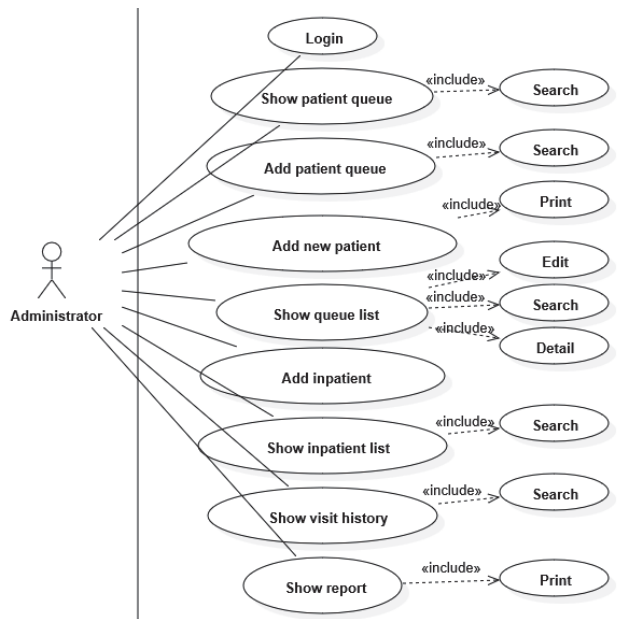 Login
«include»
Show patient queue
Search
«include»
Add patient queue
Search
«include»
Print
Add new patient
«include»
Edit
Administrator
Show queue list
«include»
Search
«include»
Detail
Add inpatient
«include»
Search
Show inpatient list
«include»
Search
Show visit history
«include»
Show report
Print